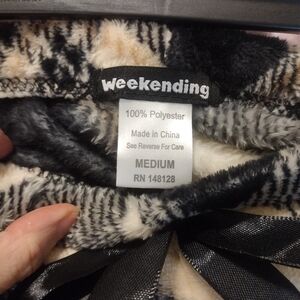 Weekending
100% Polyester
Made in China
See Reverse For Care
MEDIUM
RN 148128